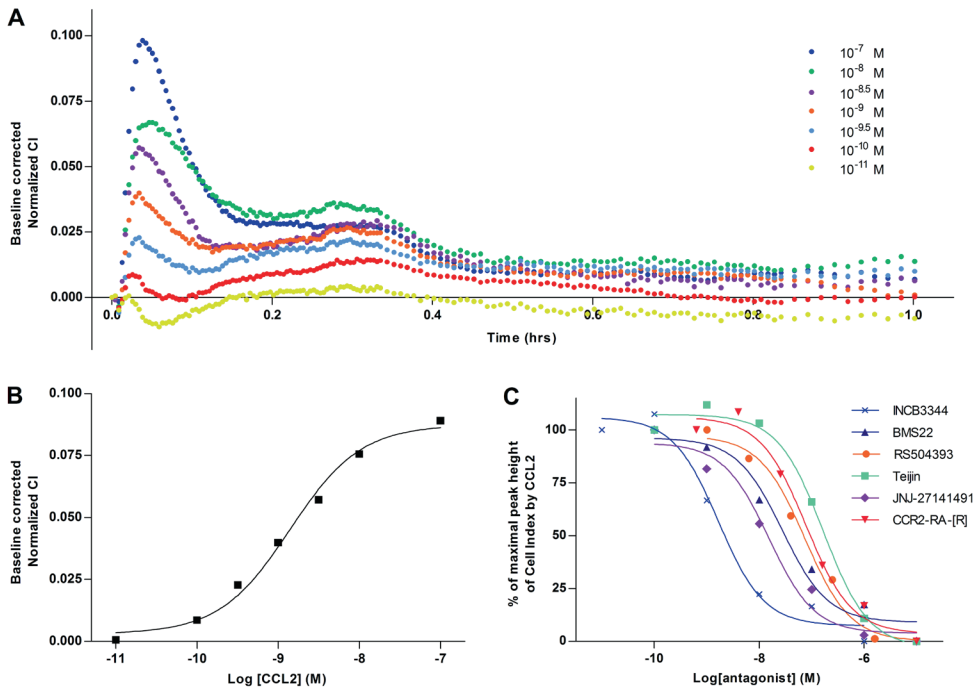 A
0.100
0.075
0.050
0.025
0.000
Baseline corrected
Normalized CI
0.0
0.2
0.4
0.6
0.8
1.0
Time (hrs)
10⁻⁷ M
10⁻⁸ M
10⁻⁸·⁵ M
10⁻⁹ M
10⁻⁹·⁵ M
10⁻¹⁰ M
10⁻¹¹ M
B
0.100
0.075
0.050
0.025
0.000
Baseline corrected
Normalized CI
-11
-10
-9
-8
-7
Log [CCL2] (M)
C
100
75
50
25
0
% of maximal peak height
of Cell Index by CCL2
-10
-8
-6
Log[antagonist] (M)
INCB3344
BMS22
RS504393
Teijin
JNJ-27141491
CCR2-RA-[R]